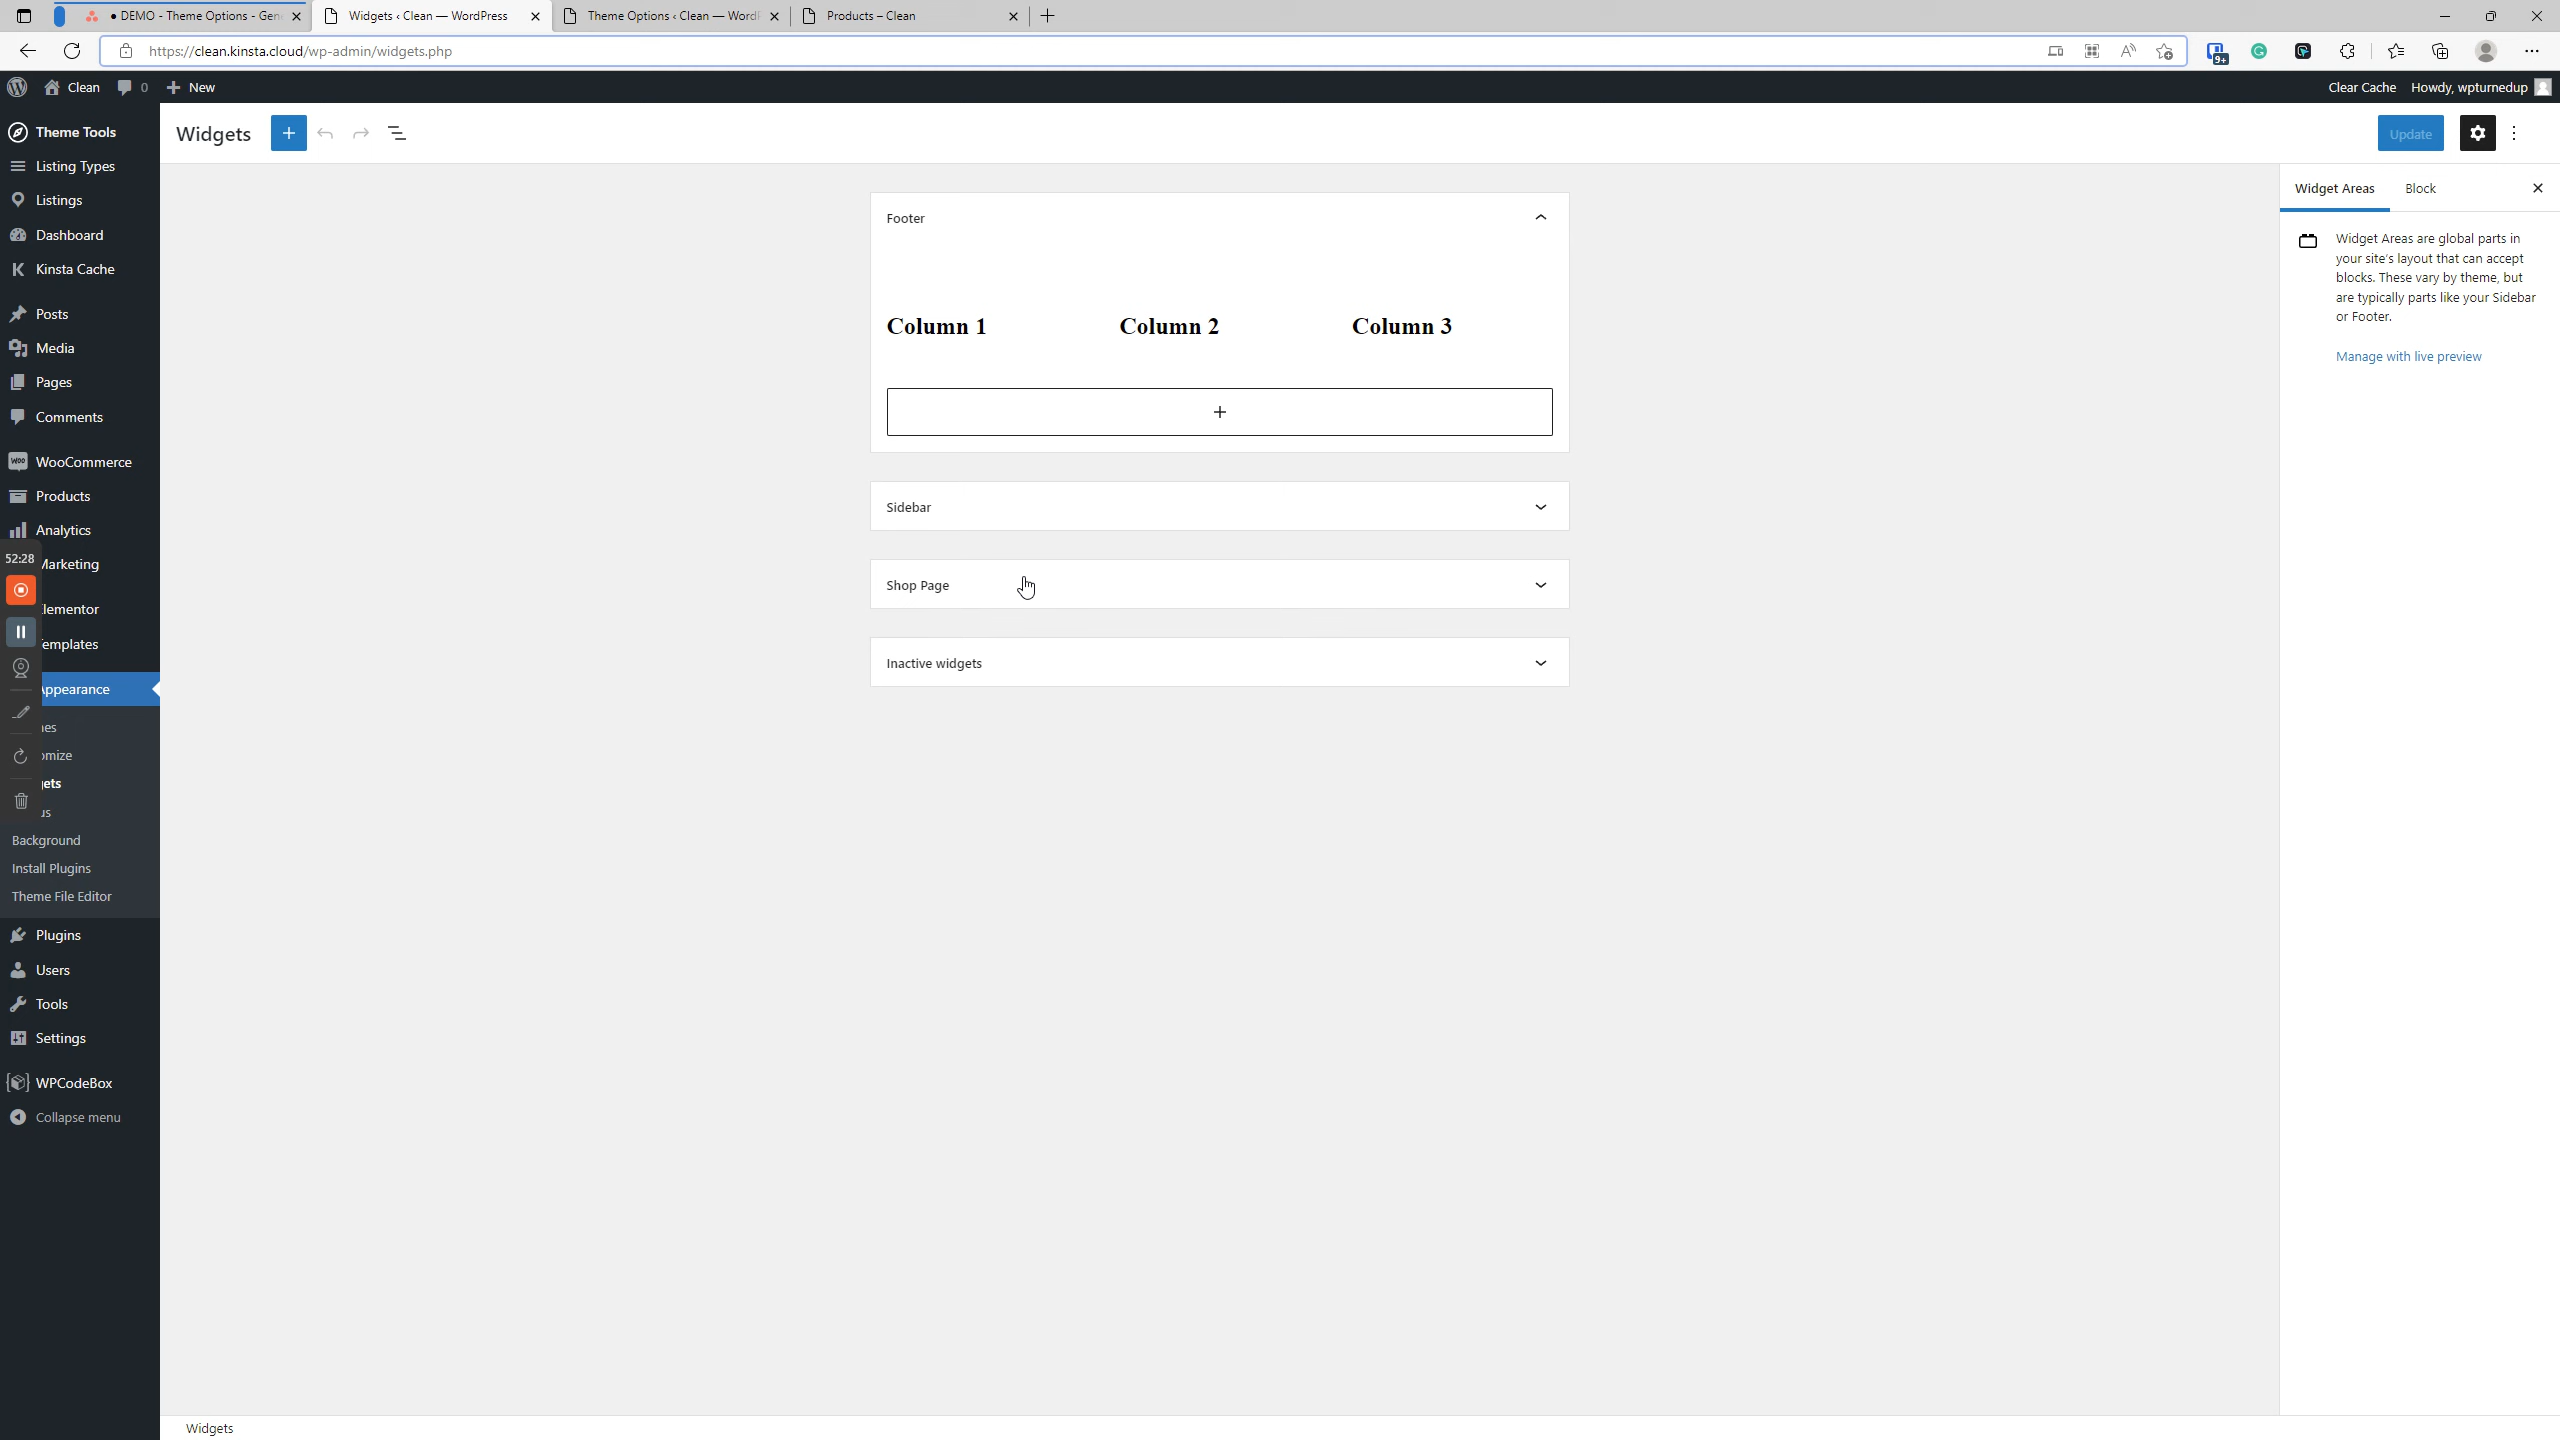 DEMO - Theme Options - Gen
Widgets ‹ Clean — WordPress
Theme Options ‹ Clean — WordP
Products – Clean
https://clean.kinsta.cloud/wp-admin/widgets.php
9+
Clean
0
New
Clear Cache
Howdy, wpturnedup
Theme Tools
Listing Types
Listings
Dashboard
Kinsta Cache
Posts
Media
Pages
Comments
WooCommerce
Products
Analytics
52:28
Marketing
lementor
emplates
Appearance
nes
omize
gets
us
Background
Install Plugins
Theme File Editor
Plugins
Users
Tools
Settings
WPCodeBox
Collapse menu
Widgets
Update
Footer
Column 1
Column 2
Column 3
Sidebar
Shop Page
Inactive widgets
Widget Areas
Block
Widget Areas are global parts in
your site's layout that can accept
blocks. These vary by theme, but
are typically parts like your Sidebar
or Footer.
Manage with live preview
Widgets